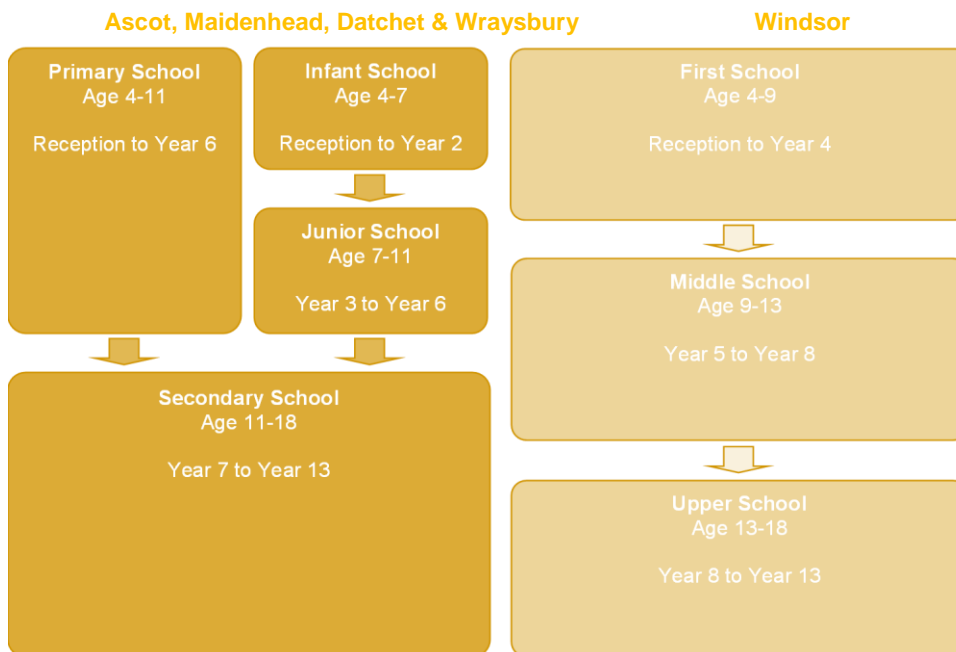 Ascot, Maidenhead, Datchet & Wraysbury
Primary School
Age 4-11
Reception to Year 6
Infant School
Age 4-7
Reception to Year 2
Junior School
Age 7-11
Year 3 to Year 6
Secondary School
Age 11-18
Year 7 to Year 13
Windsor
First School
Age 4-9
Reception to Year 4
Middle School
Age 9-13
Year 5 to Year 8
Upper School
Age 13-18
Year 8 to Year 13